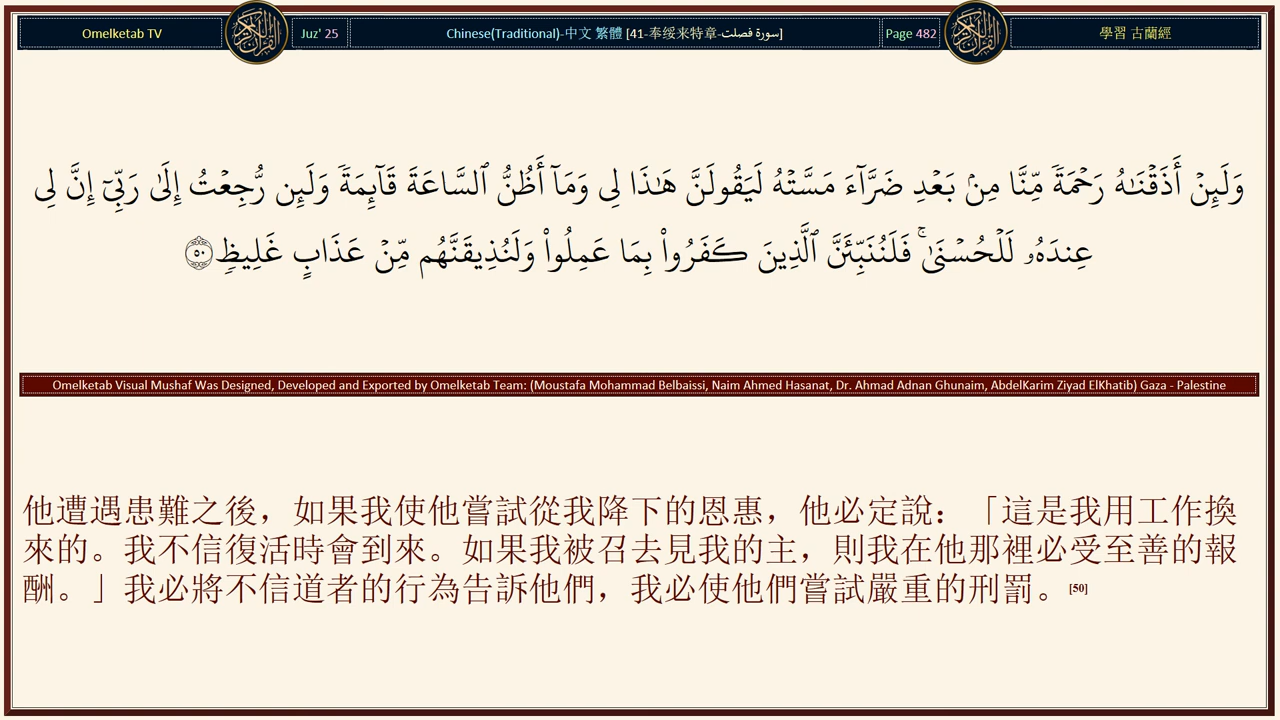 Omelketab TV
Juz' 25
Chinese(Traditional)-中文 繁體 [41-奉绥来特章-سورة فصلت]
Page 482
學習 古蘭經
وَلَئِنْ أَذَقْنَٰهُ رَحْمَةً مِّنَّا مِنۢ بَعْدِ ضَرَّآءَ مَسَّتْهُ لَيَقُولَنَّ هَٰذَا لِى وَمَآ أَظُنُّ ٱلسَّاعَةَ قَآئِمَةً وَلَئِن رُّجِعْتُ إِلَىٰ رَبِّىٓ إِنَّ لِى
عِندَهُۥ لَلْحُسْنَىٰ ۚ فَلَنُنَبِّئَنَّ ٱلَّذِينَ كَفَرُوا۟ بِمَا عَمِلُوا۟ وَلَنُذِيقَنَّهُم مِّنْ عَذَابٍ غَلِيظٍ ٥٠
Omelketab Visual Mushaf Was Designed, Developed and Exported by Omelketab Team: (Moustafa Mohammad Belbaissi, Naim Ahmed Hasanat, Dr. Ahmad Adnan Ghunaim, AbdelKarim Ziyad ElKhatib) Gaza - Palestine
他遭遇患難之後，如果我使他嘗試從我降下的恩惠，他必定說：「這是我用工作換
來的。我不信復活時會到來。如果我被召去見我的主，則我在他那裡必受至善的報
酬。」我必將不信道者的行為告訴他們，我必使他們嘗試嚴重的刑罰。[50]